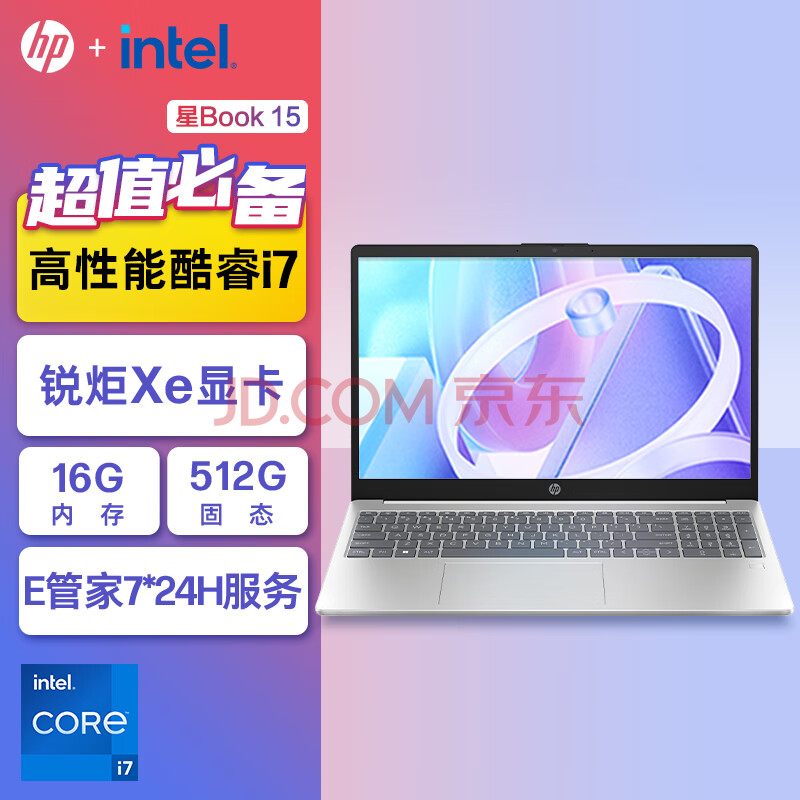 hp + intel.
星Book 15
超值必备
高性能酷睿i7
锐炬Xe显卡
JD.COM 京东
16G
内 存
512G
固 态
E管家7*24H服务
hp
intel.
CORE™
i7